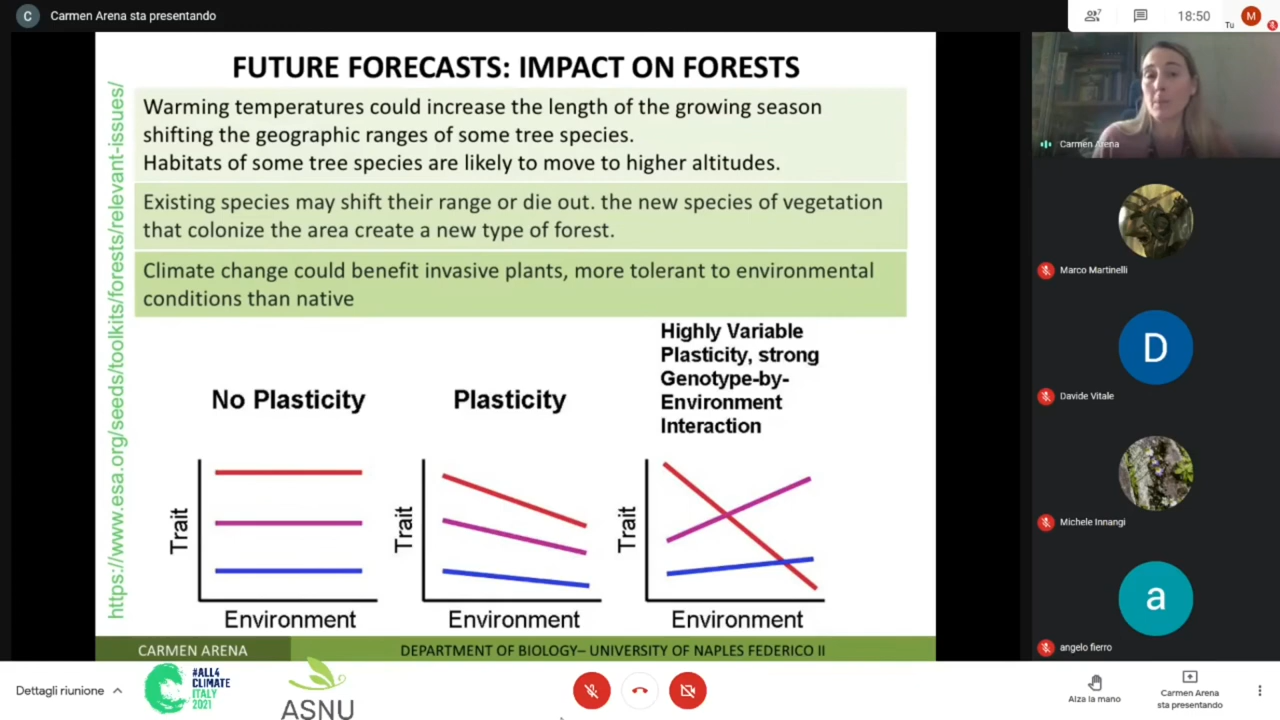 C
Carmen Arena sta presentando
7
18:50
Tu
M
FUTURE FORECASTS: IMPACT ON FORESTS
Warming temperatures could increase the length of the growing season
shifting the geographic ranges of some tree species.
Habitats of some tree species are likely to move to higher altitudes.
Existing species may shift their range or die out. the new species of vegetation
that colonize the area create a new type of forest.
Climate change could benefit invasive plants, more tolerant to environmental
conditions than native
https://www.esa.org/seeds/toolkits/forests/relevant-issues/
No Plasticity
Trait
Environment
Plasticity
Trait
Environment
Highly Variable
Plasticity, strong
Genotype-by-
Environment
Interaction
Trait
Environment
CARMEN ARENA
DEPARTMENT OF BIOLOGY– UNIVERSITY OF NAPLES FEDERICO II
Carmen Arena
Marco Martinelli
D
Davide Vitale
Michele Innangi
a
angelo fierro
Dettagli riunione
#ALL4
CLIMATE
ITALY
2021
ASNU
Alza la mano
Carmen Arena
sta presentando